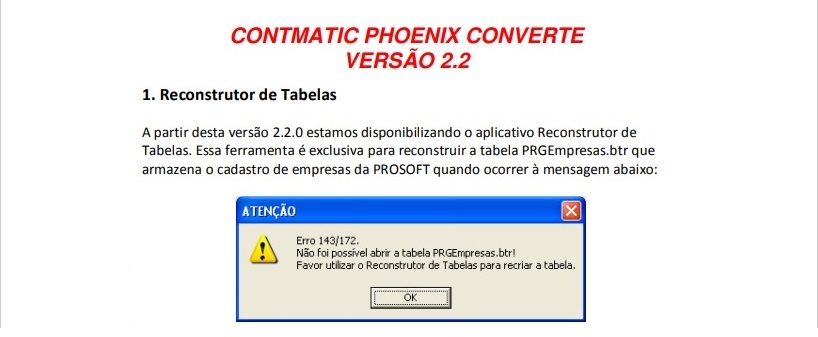 CONTMATIC PHOENIX CONVERTE
VERSÃO 2.2
1. Reconstrutor de Tabelas
A partir desta versão 2.2.0 estamos disponibilizando o aplicativo Reconstrutor de
Tabelas. Essa ferramenta é exclusiva para reconstruir a tabela PRGEmpresas.btr que
armazena o cadastro de empresas da PROSOFT quando ocorrer à mensagem abaixo:
ATENÇÃO
Erro 143/172.
Não foi possível abrir a tabela PRGEmpresas.btr!
Favor utilizar o Reconstrutor de Tabelas para recriar a tabela.
OK